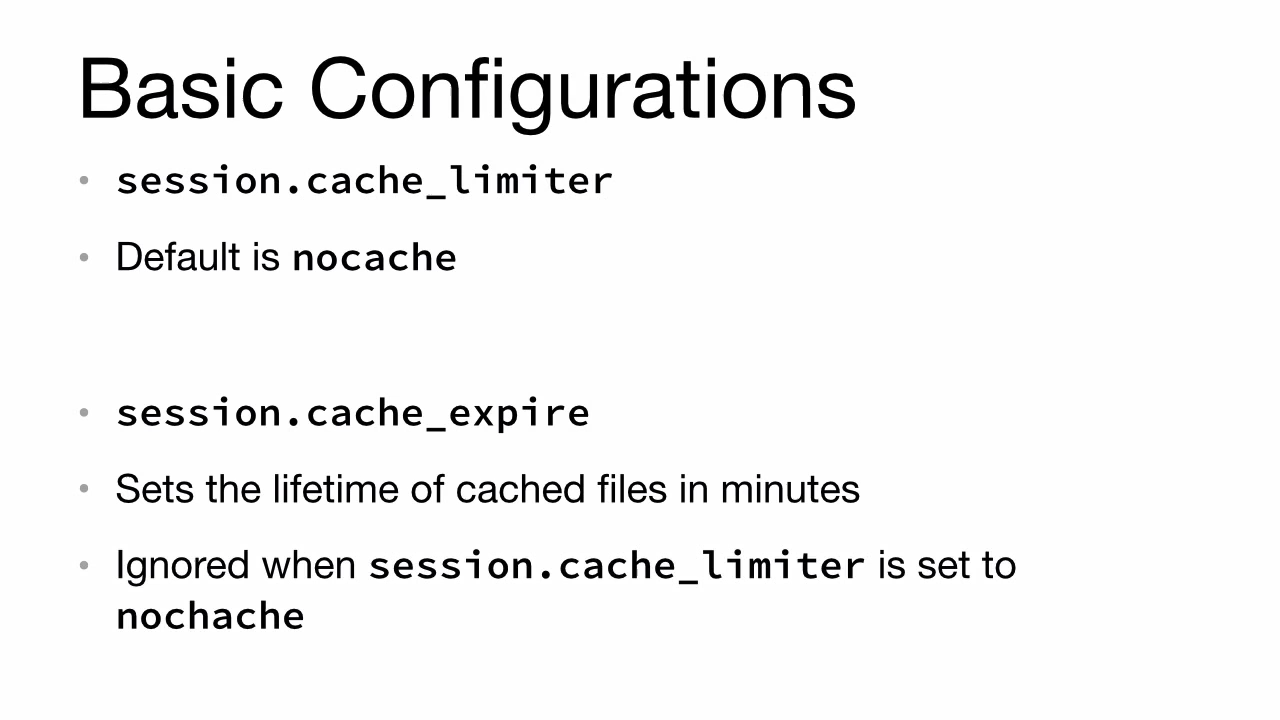 Basic Configurations
• session.cache_limiter
• Default is nocache
• session.cache_expire
• Sets the lifetime of cached files in minutes
• Ignored when session.cache_limiter is set to
nochache